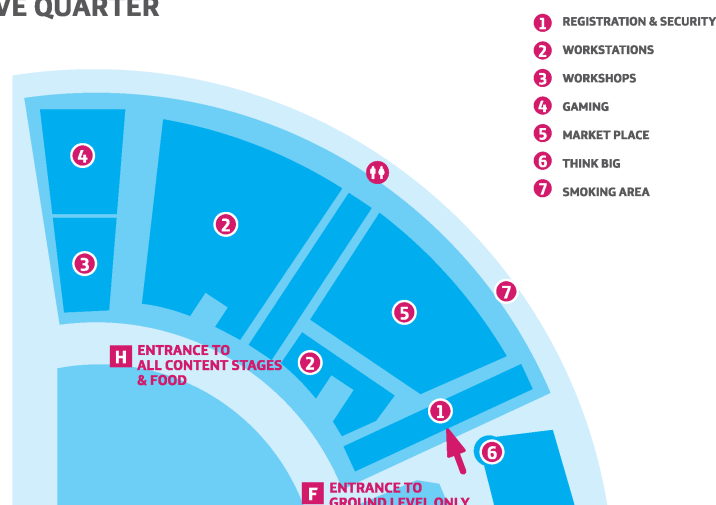 VE QUARTER
1 REGISTRATION & SECURITY
2 WORKSTATIONS
3 WORKSHOPS
4 GAMING
5 MARKET PLACE
6 THINK BIG
7 SMOKING AREA
4
2
3
7
5
H ENTRANCE TO
ALL CONTENT STAGES
& FOOD
2
1
6
F ENTRANCE TO
GROUND LEVEL ONLY